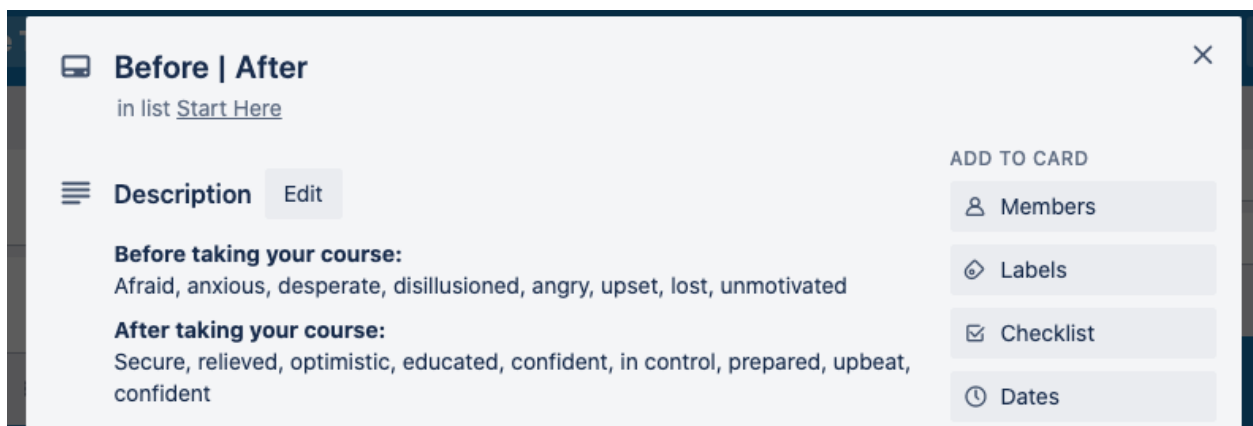 Before | After
in list Start Here
Description Edit
Before taking your course:
Afraid, anxious, desperate, disillusioned, angry, upset, lost, unmotivated
After taking your course:
Secure, relieved, optimistic, educated, confident, in control, prepared, upbeat,
confident
ADD TO CARD
Members
Labels
Checklist
Dates